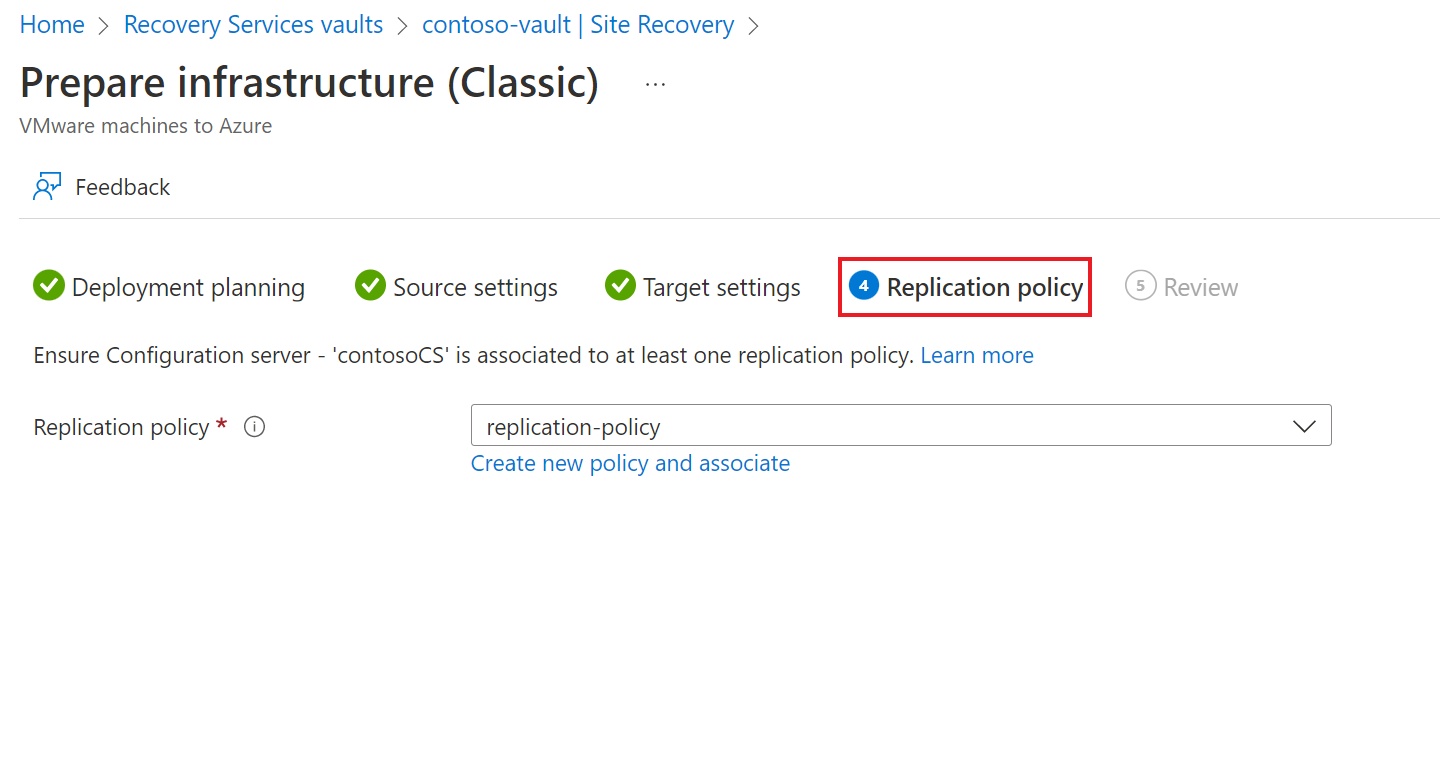 Home > Recovery Services vaults > contoso-vault | Site Recovery >
Prepare infrastructure (Classic) ...
VMware machines to Azure
Feedback
Deployment planning Source settings Target settings 4 Replication policy 5 Review
Ensure Configuration server - 'contosoCS' is associated to at least one replication policy. Learn more
Replication policy * i replication-policy
Create new policy and associate